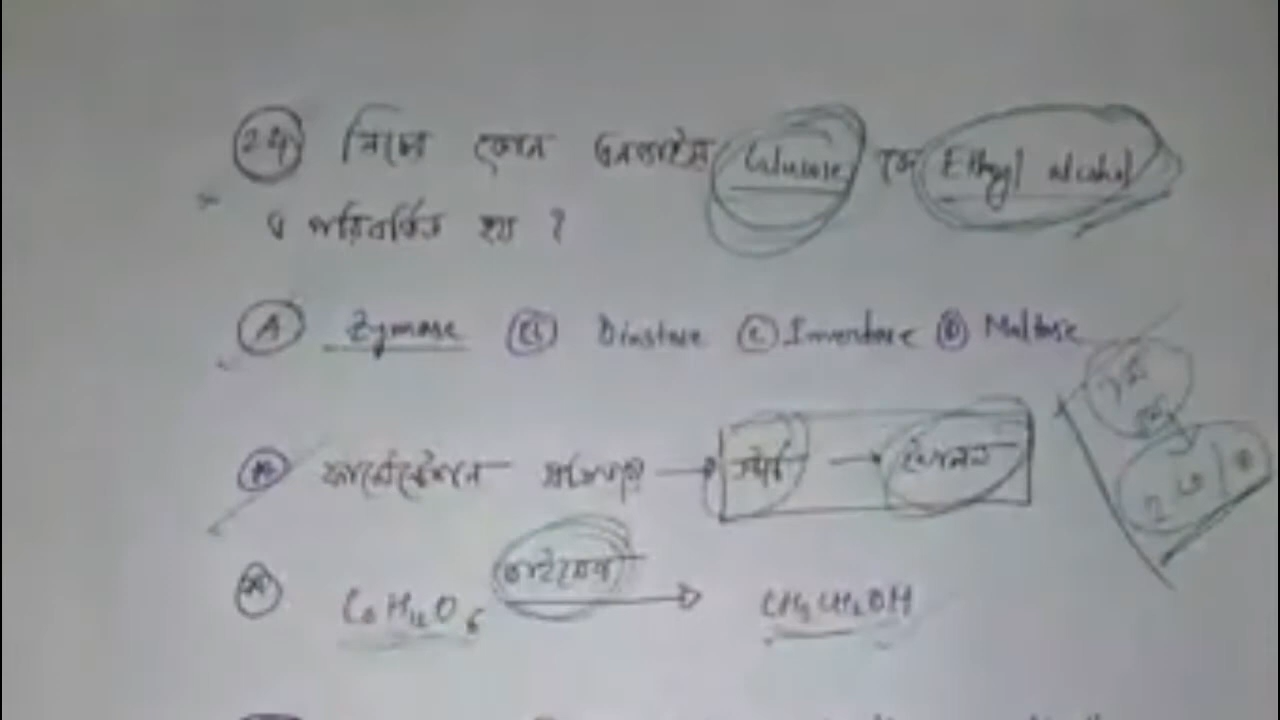 ২৭ নিচের কোন এনজাইম Glucose কে Ethyl alcohol
এ পরিবর্তিত হয় ?
A Zymase B Diastase C Invertase D Maltase
ফার্মেন্টেশন প্রক্রিয়া → → ইথানল
C6H12O6 → CH3CH2OH